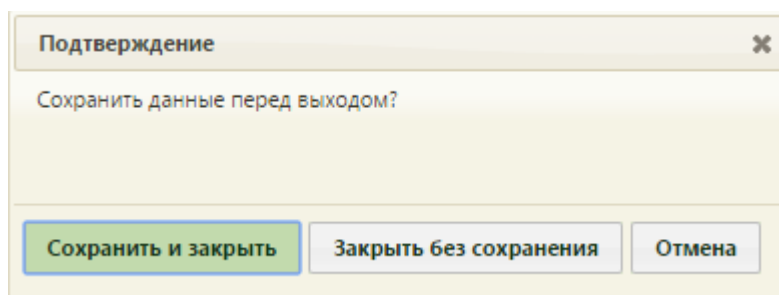 Подтверждение
Сохранить данные перед выходом?
Сохранить и закрыть Закрыть без сохранения Отмена